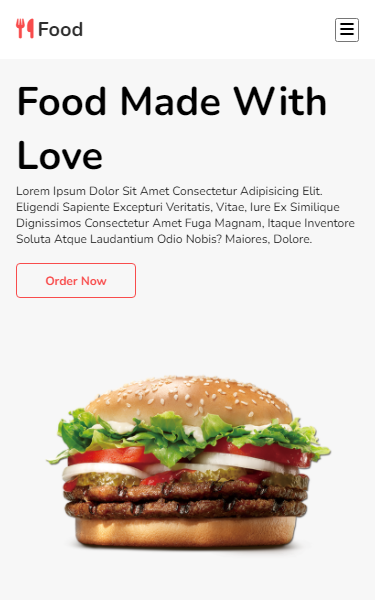 Food
Food Made With
Love
Lorem Ipsum Dolor Sit Amet Consectetur Adipisicing Elit.
Eligendi Sapiente Excepturi Veritatis, Vitae, Iure Ex Similique
Dignissimos Consectetur Amet Fuga Magnam, Itaque Inventore
Soluta Atque Laudantium Odio Nobis? Maiores, Dolore.
Order Now